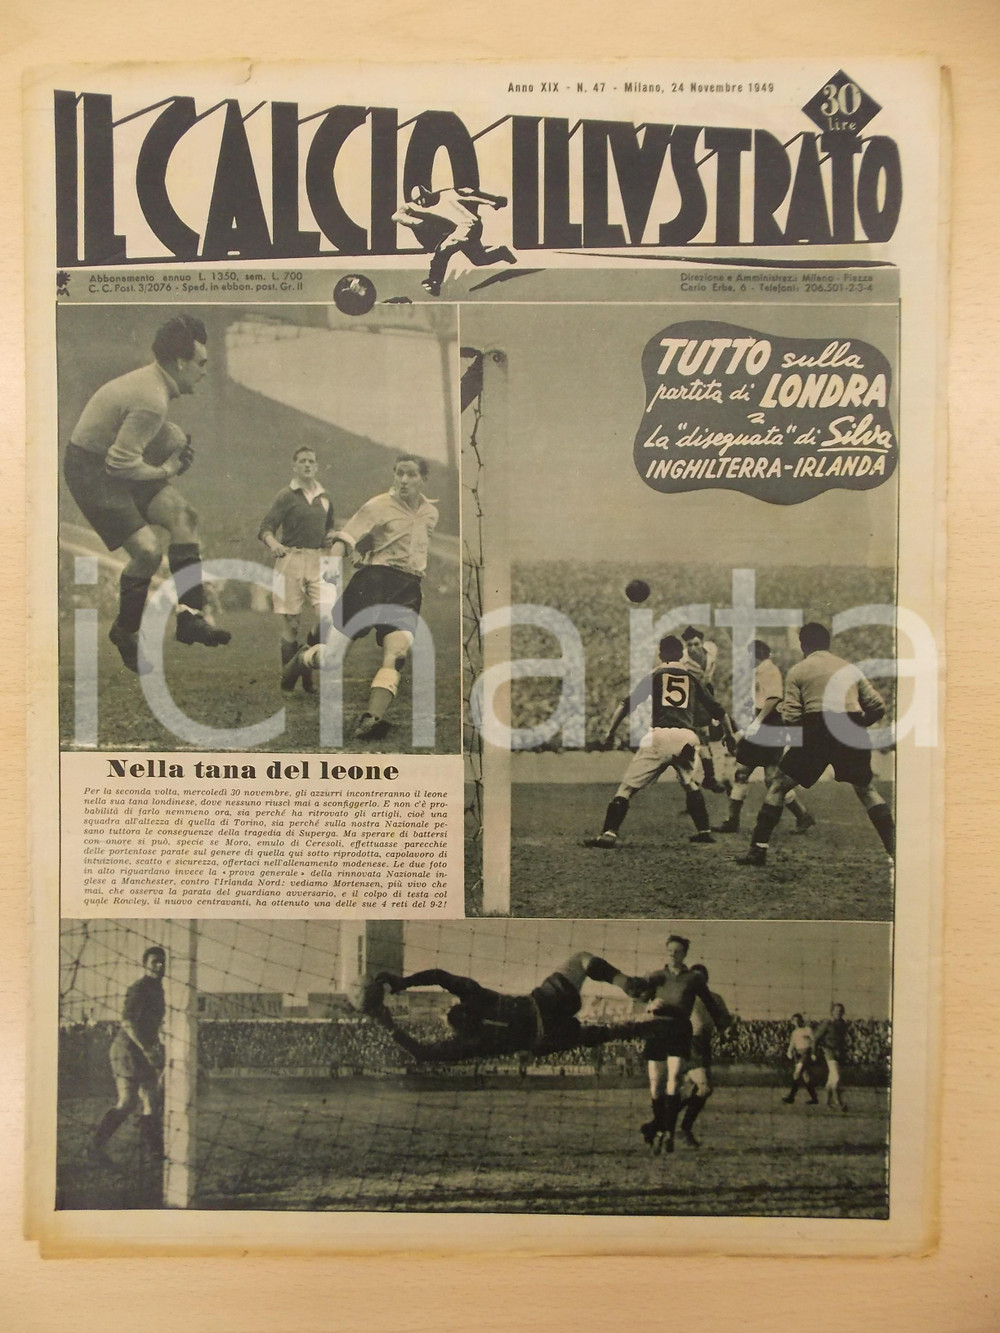 Anno XIX - N. 47 - Milano, 24 Novembre 1949
30
lire
IL CALCIO ILLVSTRATO
Abbonamento annuo L. 1350, sem. L. 700
C. C. Post. 3/2076 - Sped. in abbon. post. Gr. II
Direzione e Amministraz. Milano - Piazza
Carlo Erba, 6 - Telefoni: 206.501-2-3-4
TUTTO sulla
partita di LONDRA
2
La "disegnata" di Silva
INGHILTERRA-IRLANDA
5
iCharta
Nella tana del leone
Per la seconda volta, mercoledì 30 novembre, gli azzurri incontreranno il leone
nella sua tana londinese, dove nessuno riuscì mai a sconfiggerlo. E non c'è pro-
babilità di farlo nemmeno ora, sia perché ha ritrovato gli artigli, cioè una
squadra all'altezza di quella di Torino, sia perché sulla nostra Nazionale pe-
sano tuttora le conseguenze della tragedia di Superga. Ma sperare di battersi
con onore si può, specie se Moro, emulo di Ceresoli, effettuasse parecchie
delle portentose parate sul genere di quella qui sotto riprodotta, capolavoro di
intuizione, scatto e sicurezza, offertaci nell'allenamento modenese. Le due foto
in alto riguardano invece la « prova generale » della rinnovata Nazionale in-
glese a Manchester, contro l'Irlanda Nord: vediamo Mortensen, più vivo che
mai, che osserva la parata del guardiano avversario, e il colpo di testa col
quale Rowley, il nuovo centravanti, ha ottenuto una delle sue 4 reti del 9-2!